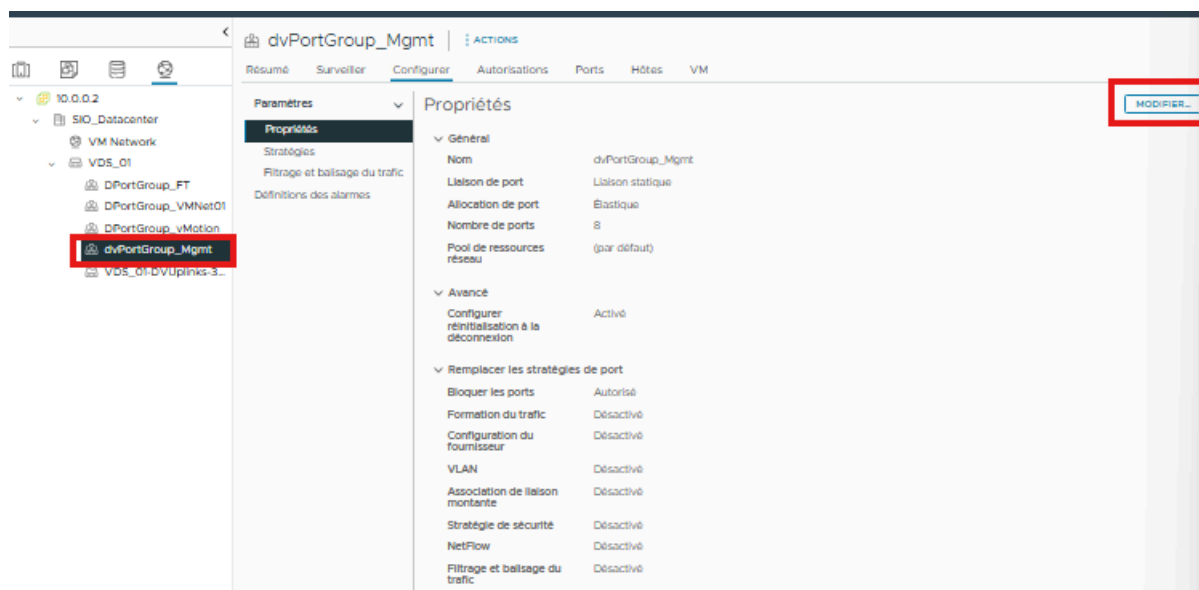 dvPortGroup_Mgmt
ACTIONS
Résumé Surveiller Configurer Autorisations Ports Hôtes VM
10.0.0.2
SIO_Datacenter
VM Network
VDS_01
DPortGroup_FT
DPortGroup_VMNet01
DPortGroup_vMotion
dvPortGroup_Mgmt
VDS_01-DVUplinks-3...
Paramètres
Propriétés
Stratégies
Filtrage et balisage du trafic
Définitions des alarmes
Propriétés
MODIFIER...
Général
Nom dvPortGroup_Mgmt
Liaison de port Liaison statique
Allocation de port Élastique
Nombre de ports 8
Pool de ressources (par défaut)
réseau
Avancé
Configurer Activé
réinitialisation à la
déconnexion
Remplacer les stratégies de port
Bloquer les ports Autorisé
Formation du trafic Désactivé
Configuration du Désactivé
fournisseur
VLAN Désactivé
Association de liaison Désactivé
montante
Stratégie de sécurité Désactivé
NetFlow Désactivé
Filtrage et balisage du Désactivé
trafic